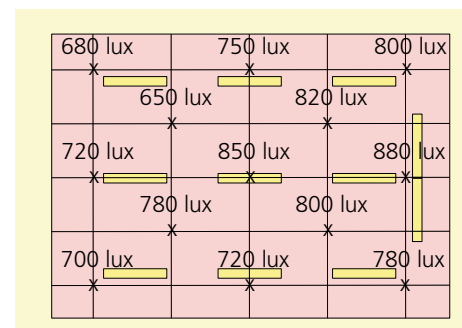 680 lux 750 lux 800 lux
650 lux 820 lux
720 lux 850 lux 880 lux
780 lux 800 lux
700 lux 720 lux 780 lux